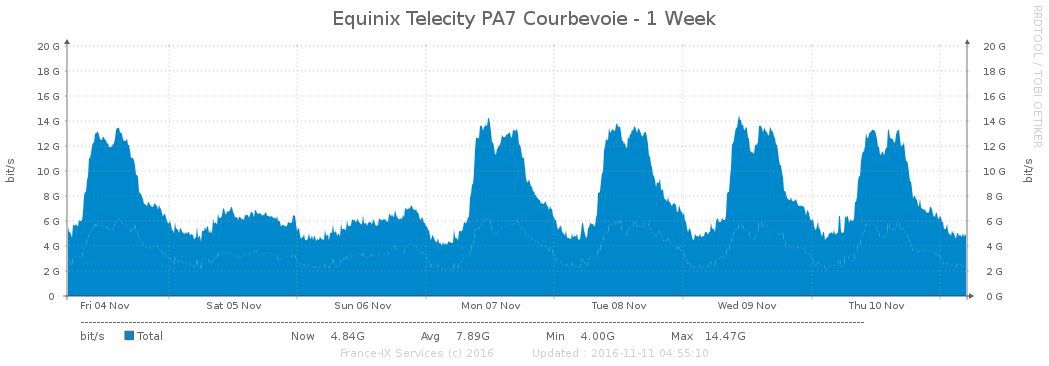 Equinix Telecity PA7 Courbevoie - 1 Week
RRDTOOL / TOBI OETIKER
bit/s
20 G
18 G
16 G
14 G
12 G
10 G
8 G
6 G
4 G
2 G
0
20 G
18 G
16 G
14 G
12 G
10 G
8 G
6 G
4 G
2 G
0 G
bit/s
Fri 04 Nov Sat 05 Nov Sun 06 Nov Mon 07 Nov Tue 08 Nov Wed 09 Nov Thu 10 Nov
bit/s Total Now 4.84G Avg 7.89G Min 4.00G Max 14.47G
France-IX Services (c) 2016 Updated : 2016-11-11 04:55:10